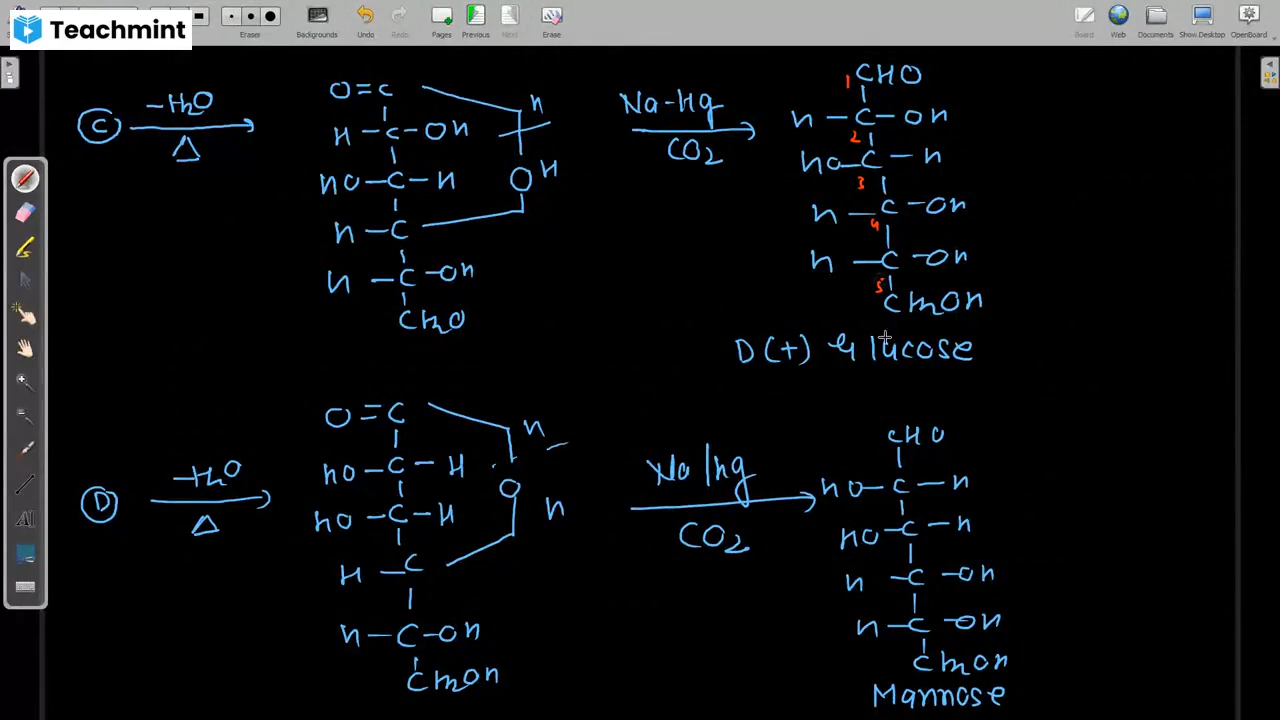 Teachmint
Eraser
Backgrounds
Undo
Redo
Pages
Previous
Next
Erase
Board
Web
Documents
Show Desktop
OpenBoard
C
-H2O
Δ
O=C
H-C-OH
HO-C-H
H-C
H-C-OH
CH2O
H
OH
Na-Hg
CO2
1 CHO
H-C-OH
2
HO-C-H
3
H-C-OH
4
H-C-OH
5
CH2OH
D(+) Glucose
D
-H2O
Δ
O=C
HO-C-H
HO-C-H
H-C
H-C-OH
CH2OH
H
O
H
Na/Hg
CO2
CHO
HO-C-H
HO-C-H
H-C-OH
H-C-OH
CH2OH
Mannose